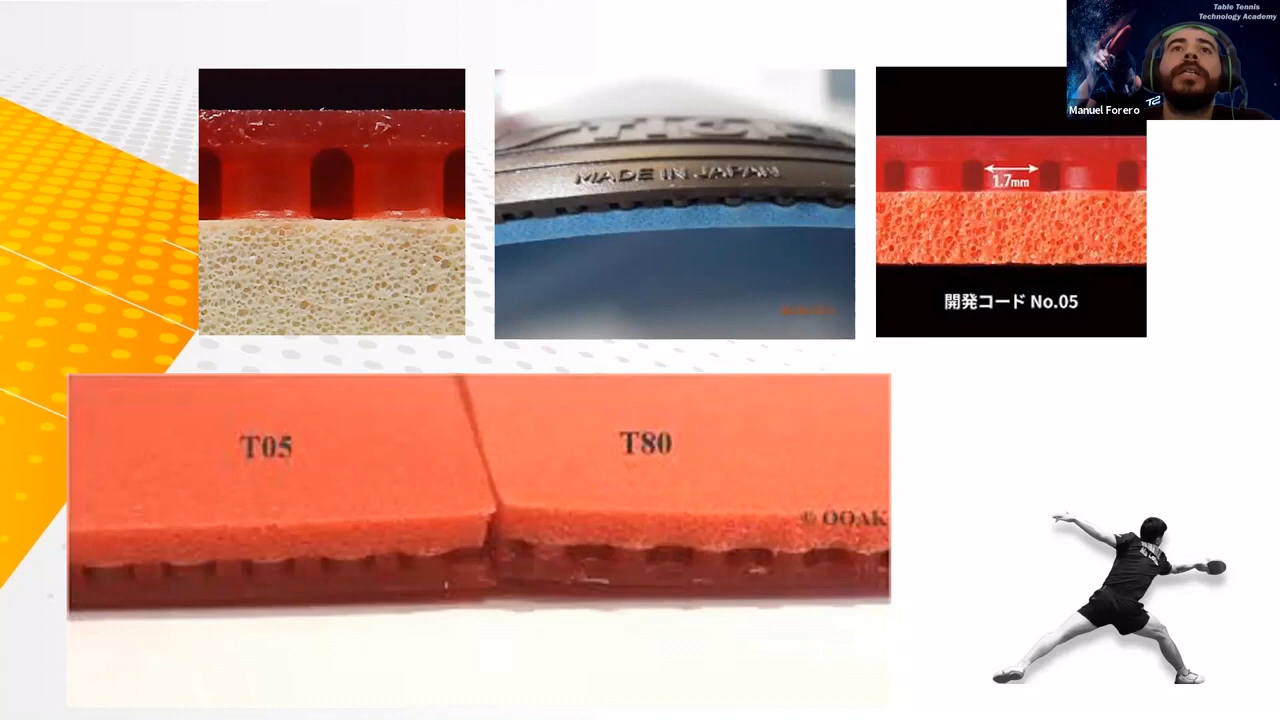 Table Tennis
Technology Academy
Manuel Forero
T2
MADE IN JAPAN
1.7mm
開発コード No.05
T05
T80
© OOAK